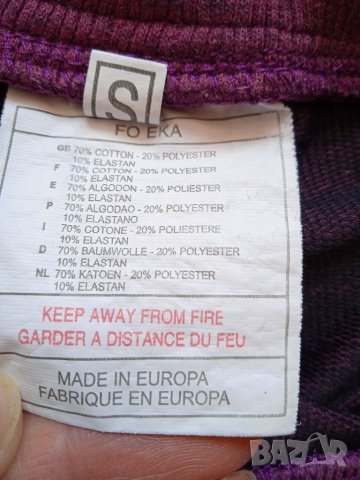 S
FO EKA
GB 70% COTTON - 20% POLYESTER
10% ELASTAN
F 70% COTTON - 20% POLYESTER
10% ELASTAN
E 70% ALGODON - 20% POLIESTER
10% ELASTAN
P 70% ALGODAO - 20% POLIESTER
10% ELASTANO
I 70% COTONE - 20% POLIESTERE
10% ELASTAN
D 70% BAUMWOLLE - 20% POLYESTER
10% ELASTAN
NL 70% KATOEN - 20% POLYESTER
10% ELASTAN
KEEP AWAY FROM FIRE
GARDER A DISTANCE DU FEU
MADE IN EUROPA
FABRIQUE EN EUROPA
BAZAR
bg